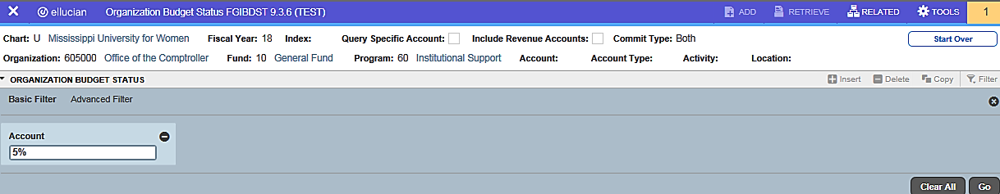 ellucian Organization Budget Status FGIBDST 9.3.6 (TEST) ADD RETRIEVE RELATED TOOLS 1
Chart: U Mississippi University for Women Fiscal Year: 18 Index: Query Specific Account: Include Revenue Accounts: Commit Type: Both Start Over
Organization: 605000 Office of the Comptroller Fund: 10 General Fund Program: 60 Institutional Support Account: Account Type: Activity: Location:
ORGANIZATION BUDGET STATUS Insert Delete Copy Filter
Basic Filter Advanced Filter
Account
5%
Clear All Go